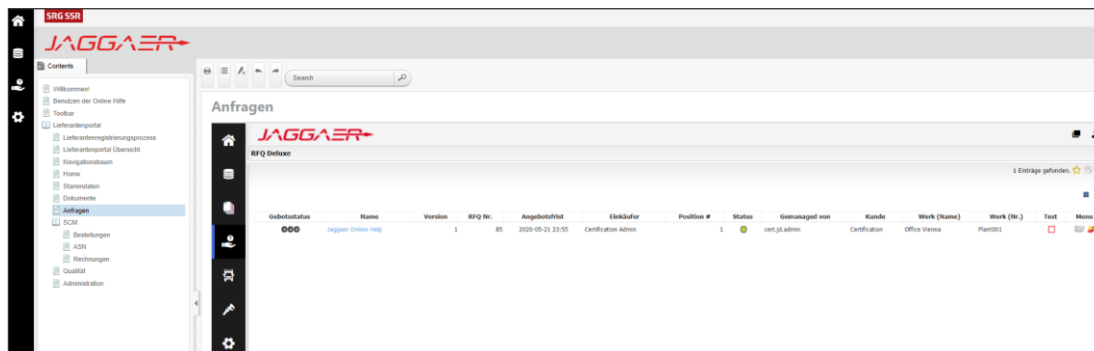 SRG SSR
JAGGAER
Contents
Search
Willkommen!
Benutzen der Online Hilfe
Toolbar
Lieferantenportal
Lieferantenregistrierungsprozess
Lieferantenportal Übersicht
Navigationsbaum
Home
Stammdaten
Dokumente
Anfragen
SCM
Bestellungen
ASN
Rechnungen
Qualität
Administration
Anfragen
JAGGAER
RFQ Deluxe
1 Einträge gefunden.
Gebotsstatus Name Version RFQ Nr. Angebotsfrist Einkäufer Position # Status Gemanaged von Kunde Werk (Name) Werk (Nr.) Test Menu
Jaggaer Online Help 1 85 2020-05-21 23:55 Certification Admin 1 cert.jd.admin Certification Office Vienna Plant001